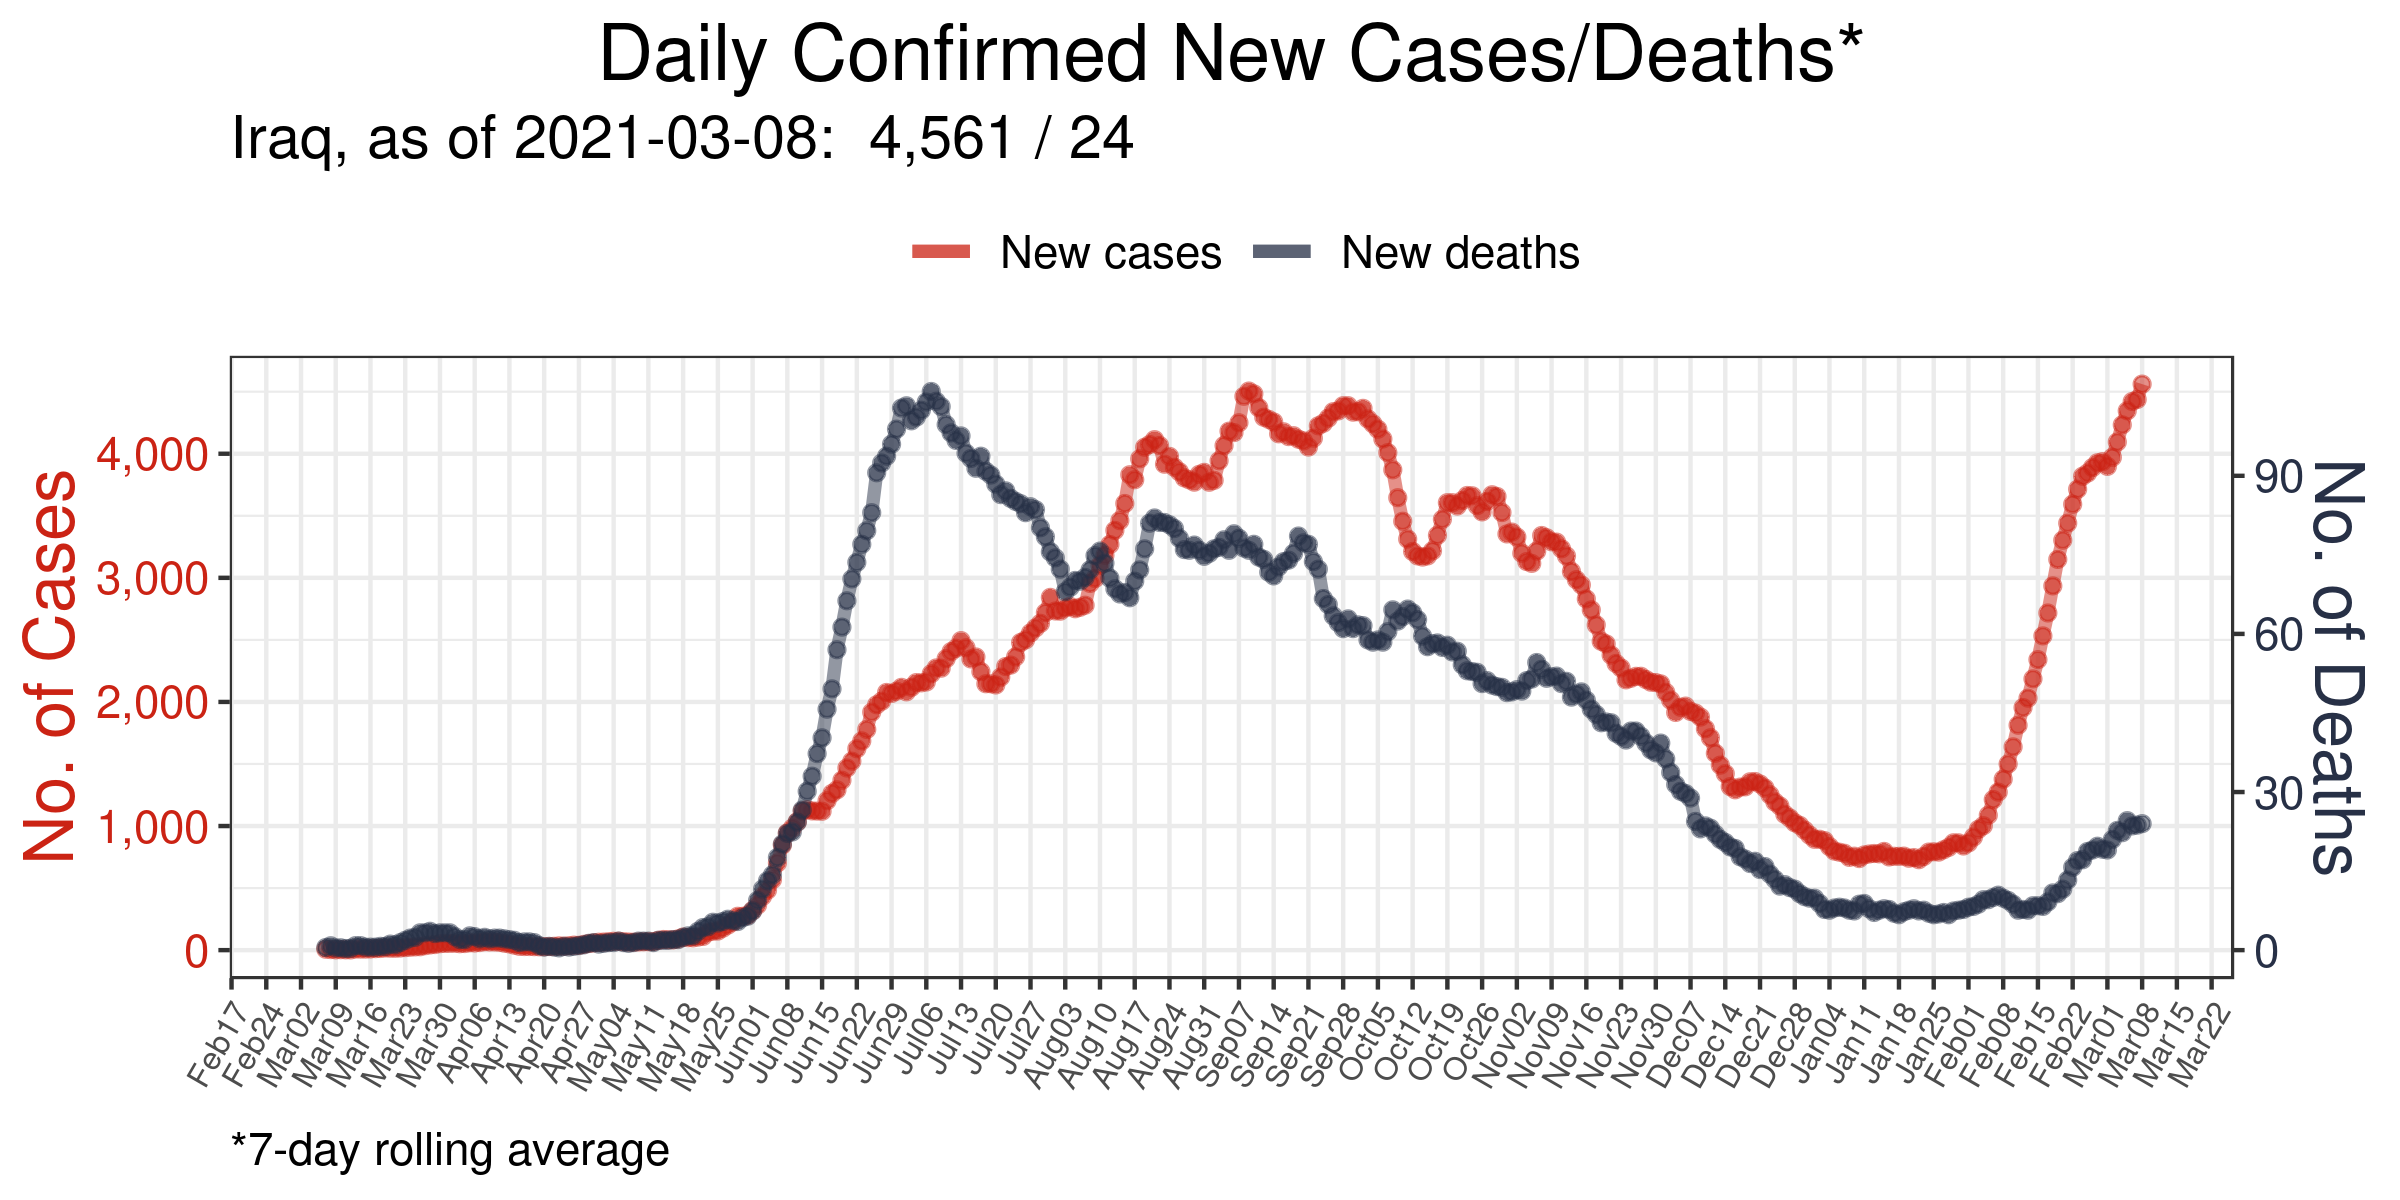 Daily Confirmed New Cases/Deaths*
Iraq, as of 2021-03-08:  4,561 / 24
New cases
New deaths
No. of Cases
4,000
3,000
2,000
1,000
0
No. of Deaths
90
60
30
0
Feb17
Feb24
Mar02
Mar09
Mar16
Mar23
Mar30
Apr06
Apr13
Apr20
Apr27
May04
May11
May18
May25
Jun01
Jun08
Jun15
Jun22
Jun29
Jul06
Jul13
Jul20
Jul27
Aug03
Aug10
Aug17
Aug24
Aug31
Sep07
Sep14
Sep21
Sep28
Oct05
Oct12
Oct19
Oct26
Nov02
Nov09
Nov16
Nov23
Nov30
Dec07
Dec14
Dec21
Dec28
Jan04
Jan11
Jan18
Jan25
Feb01
Feb08
Feb15
Feb22
Mar01
Mar08
Mar15
Mar22
*7-day rolling average